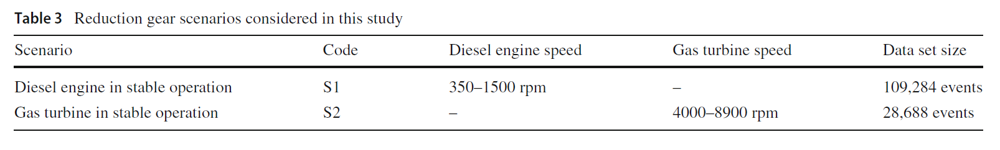 Table 3 Reduction gear scenarios considered in this study
Scenario Code Diesel engine speed Gas turbine speed Data set size
Diesel engine in stable operation S1 350–1500 rpm – 109,284 events
Gas turbine in stable operation S2 – 4000–8900 rpm 28,688 events